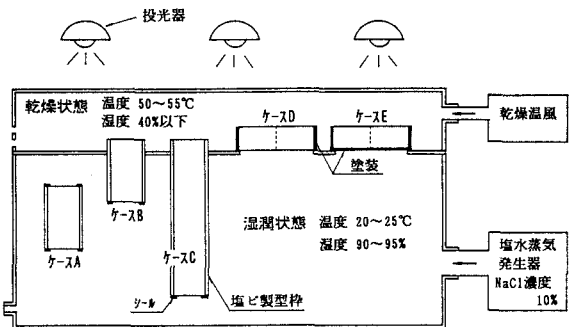 投光器
乾燥状態 温度 50～55℃
湿度 40%以下
ケースD
ケースE
乾燥温風
塗装
ケースB
ケースA
ケースC
湿潤状態 温度 20～25℃
湿度 90～95%
塩水蒸気
発生器
NaCl濃度
10%
シール
塩ビ製型枠